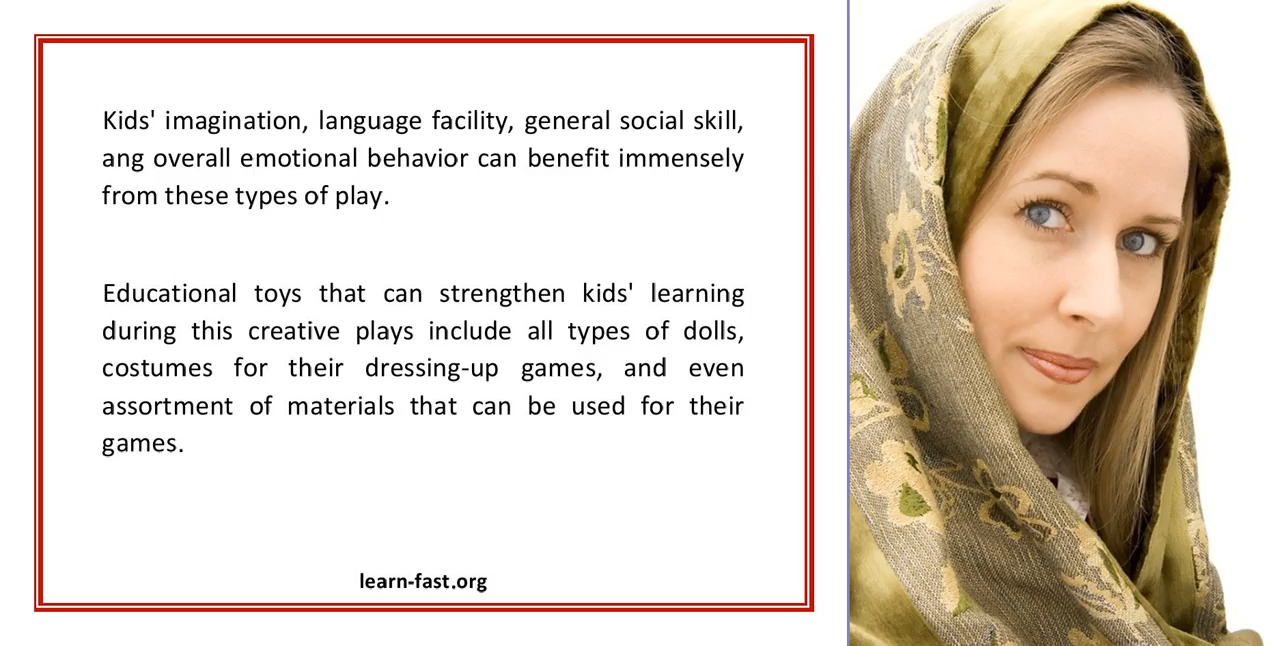 Kids' imagination, language facility, general social skill,
ang overall emotional behavior can benefit immensely
from these types of play.
Educational toys that can strengthen kids' learning
during this creative plays include all types of dolls,
costumes for their dressing-up games, and even
assortment of materials that can be used for their
games.
learn-fast.org